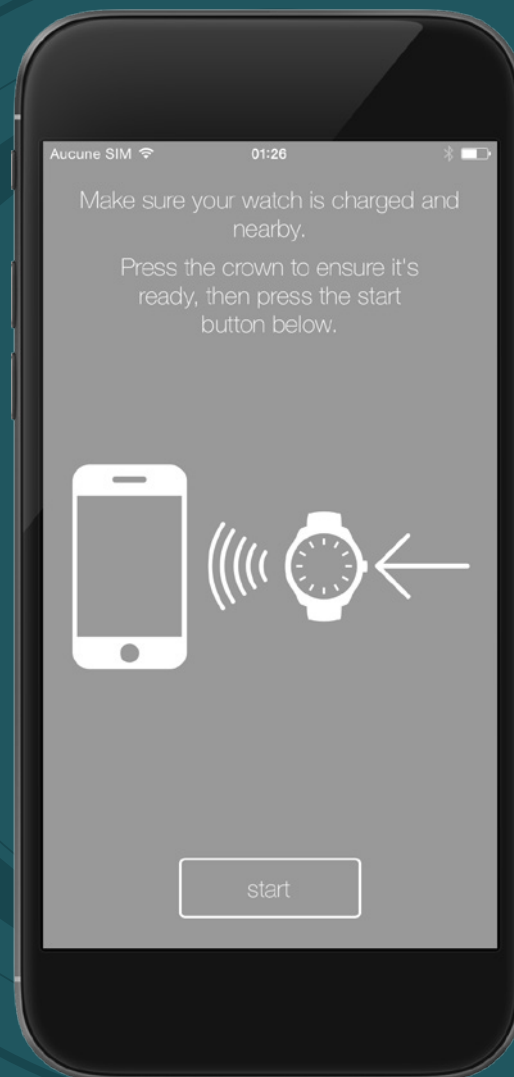 Aucune SIM 01:26
Make sure your watch is charged and
nearby.
Press the crown to ensure it's
ready, then press the start
button below.
start